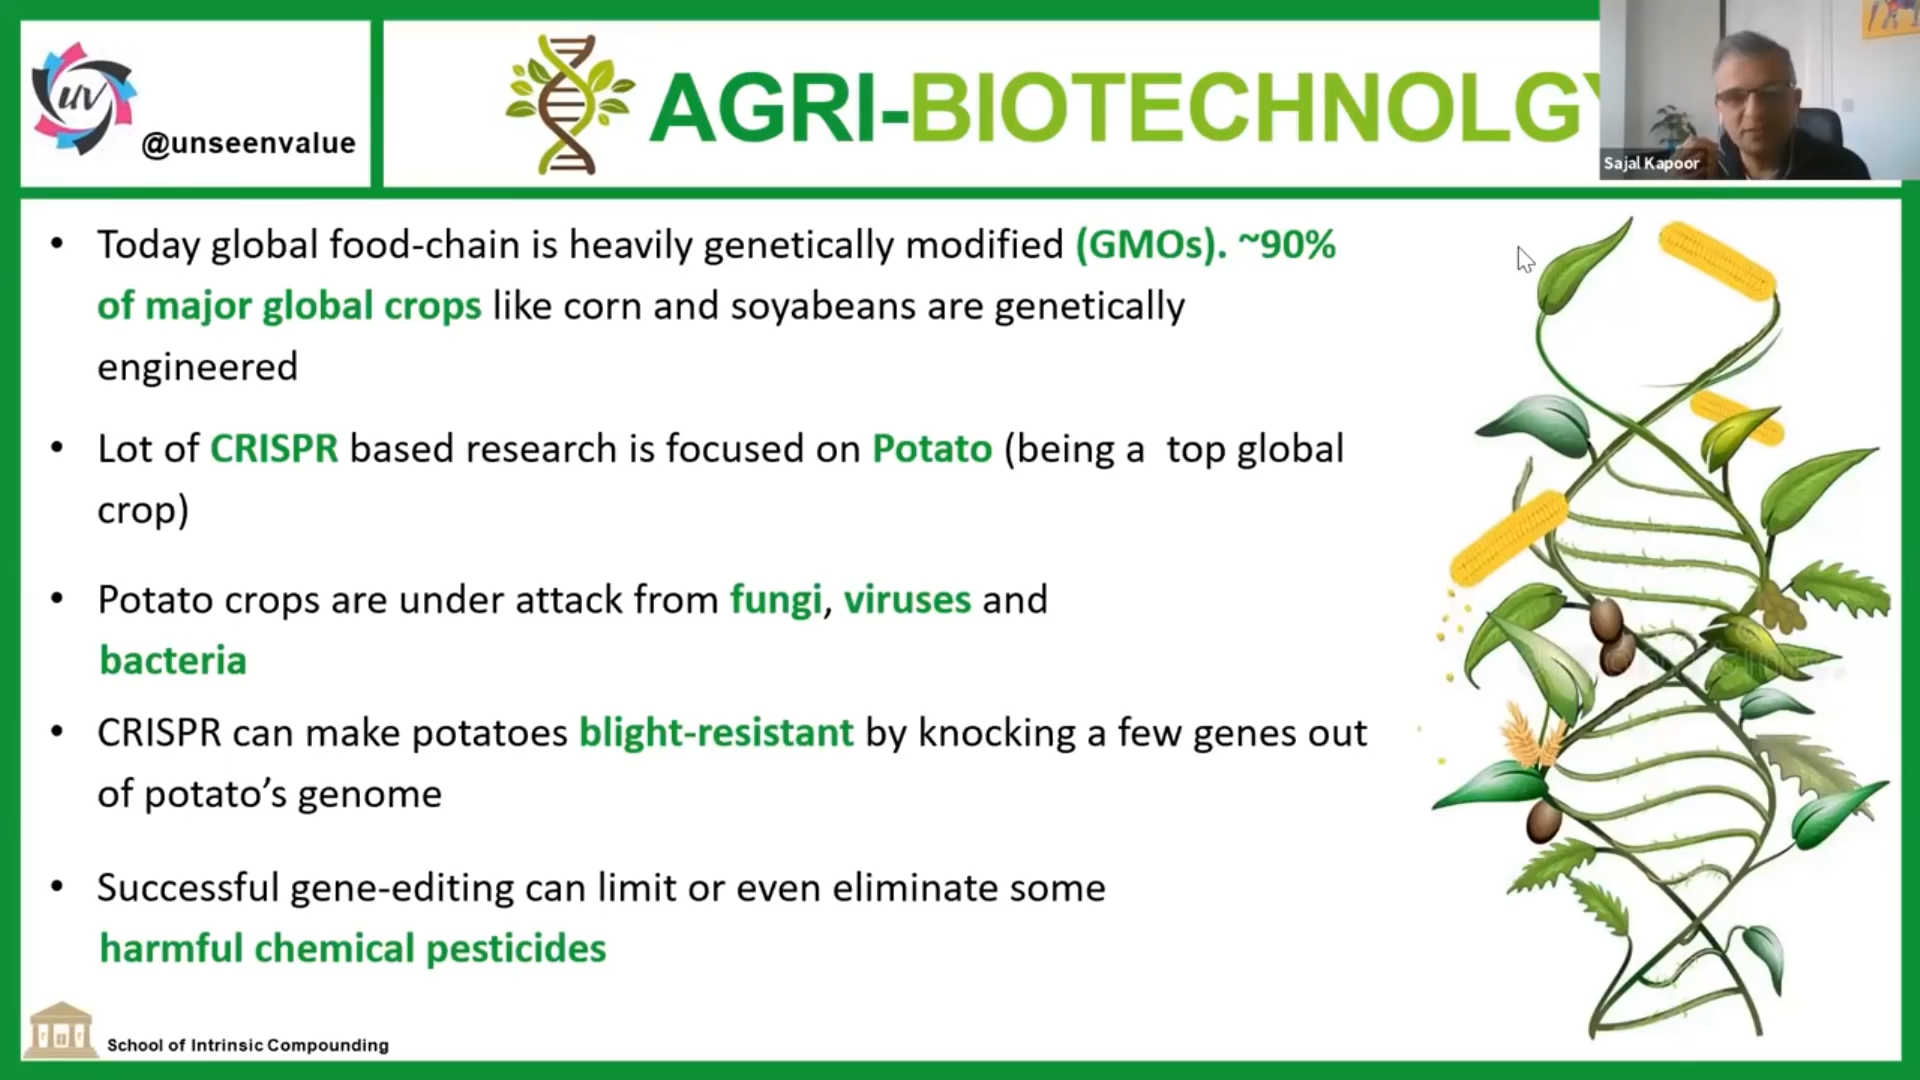 uv
@unseenvalue
AGRI-BIOTECHNOLGY
Sajal Kapoor
• Today global food-chain is heavily genetically modified (GMOs). ~90%
of major global crops like corn and soyabeans are genetically
engineered
• Lot of CRISPR based research is focused on Potato (being a  top global
crop)
• Potato crops are under attack from fungi, viruses and
bacteria
• CRISPR can make potatoes blight-resistant by knocking a few genes out
of potato’s genome
• Successful gene-editing can limit or even eliminate some
harmful chemical pesticides
School of Intrinsic Compounding